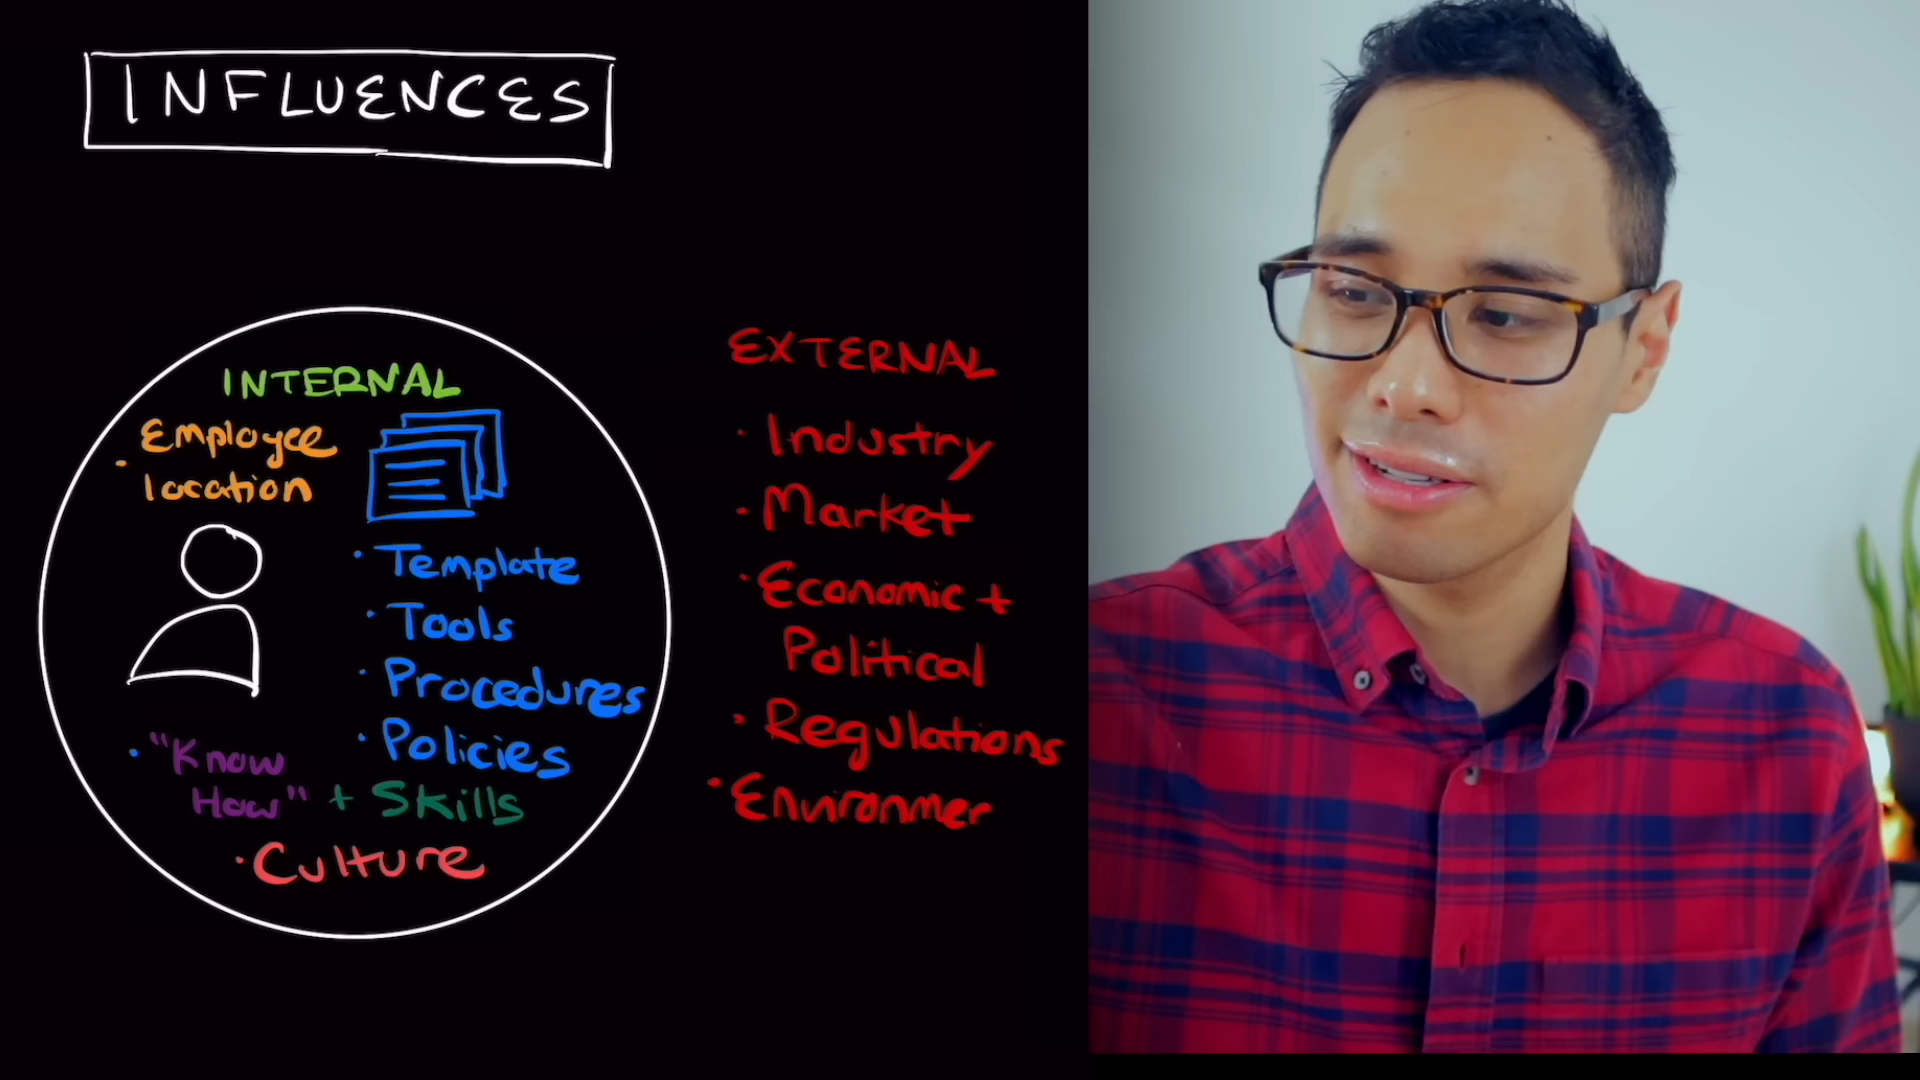 INFLUENCES
INTERNAL
· Employee
location
· Template
· Tools
· Procedures
· Policies
· "Know
How" + Skills
· Culture
EXTERNAL
· Industry
· Market
· Economic +
Political
· Regulations
· Environmer